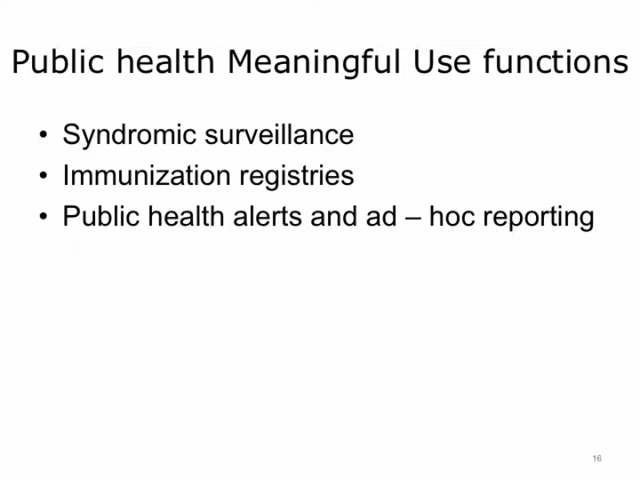 Public health Meaningful Use functions
• Syndromic surveillance
• Immunization registries
• Public health alerts and ad – hoc reporting
16